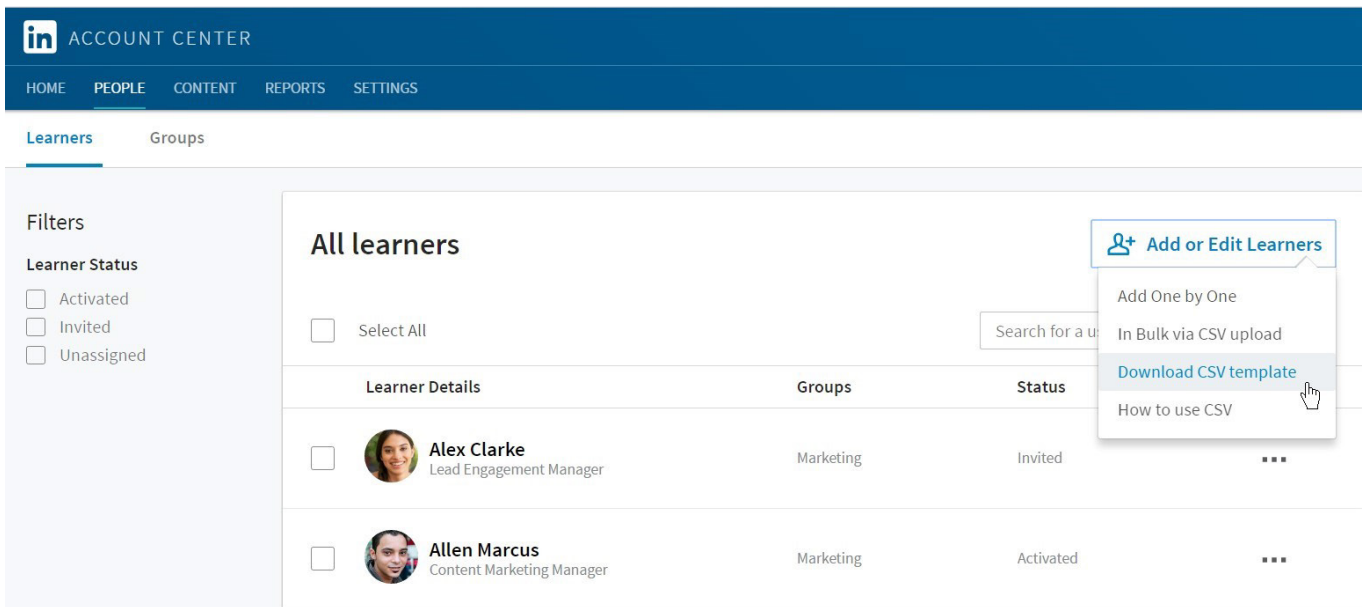 in ACCOUNT CENTER
HOME PEOPLE CONTENT REPORTS SETTINGS
Learners Groups
Filters
Learner Status
Activated
Invited
Unassigned
All learners
Add or Edit Learners
Add One by One
In Bulk via CSV upload
Download CSV template
How to use CSV
Select All
Search for a u
Learner Details Groups Status
Alex Clarke
Lead Engagement Manager
Marketing Invited
Allen Marcus
Content Marketing Manager
Marketing Activated